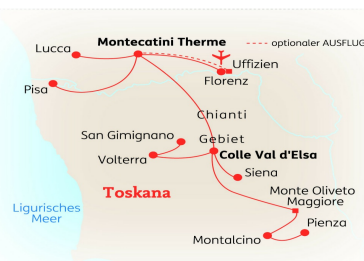 Montecatini Therme
optionaler AUSFLUG
Lucca
Uffizien
Florenz
Pisa
Chianti
Gebiet
San Gimignano
Volterra
Colle Val d'Elsa
Siena
Toskana
Monte Oliveto
Maggiore
Ligurisches
Meer
Pienza
Montalcino